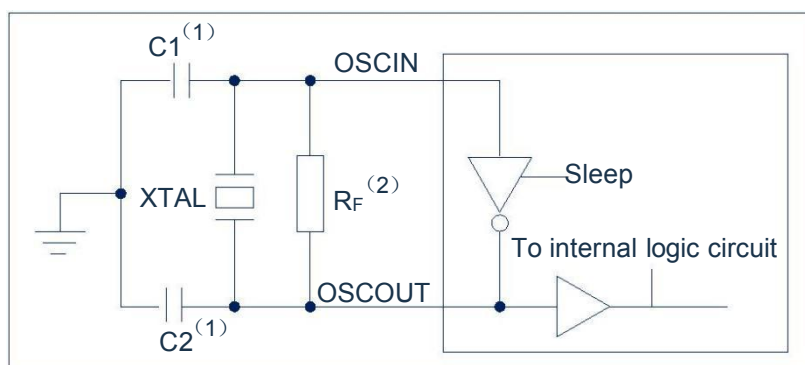 C1（1）
OSCIN
XTAL
RF（2）
Sleep
To internal logic circuit
OSCOUT
C2（1）